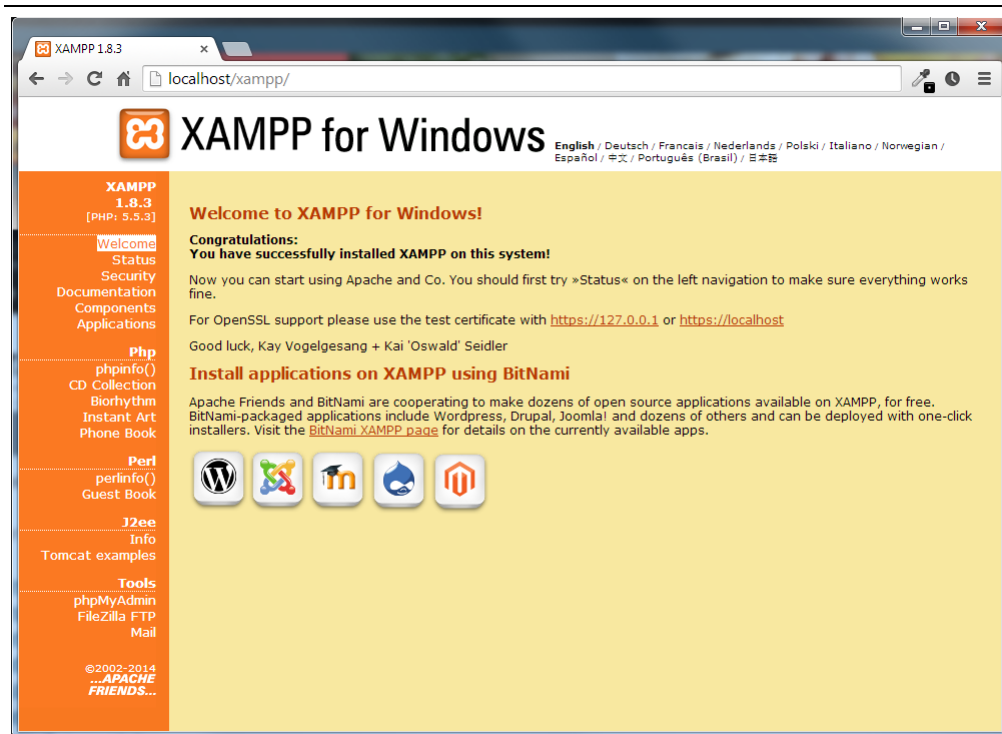 XAMPP 1.8.3
localhost/xampp/
XAMPP for Windows
English / Deutsch / Francais / Nederlands / Polski / Italiano / Norwegian /
Español / 中文 / Português (Brasil) / 日本語
XAMPP
1.8.3
[PHP: 5.5.3]
Welcome
Status
Security
Documentation
Components
Applications
Php
phpinfo()
CD Collection
Biorhythm
Instant Art
Phone Book
Perl
perlinfo()
Guest Book
J2ee
Info
Tomcat examples
Tools
phpMyAdmin
FileZilla FTP
Mail
©2002-2014
...APACHE
FRIENDS...
Welcome to XAMPP for Windows!
Congratulations:
You have successfully installed XAMPP on this system!
Now you can start using Apache and Co. You should first try »Status« on the left navigation to make sure everything works
fine.
For OpenSSL support please use the test certificate with https://127.0.0.1 or https://localhost
Good luck, Kay Vogelgesang + Kai 'Oswald' Seidler
Install applications on XAMPP using BitNami
Apache Friends and BitNami are cooperating to make dozens of open source applications available on XAMPP, for free.
BitNami-packaged applications include Wordpress, Drupal, Joomla! and dozens of others and can be deployed with one-click
installers. Visit the BitNami XAMPP page for details on the currently available apps.